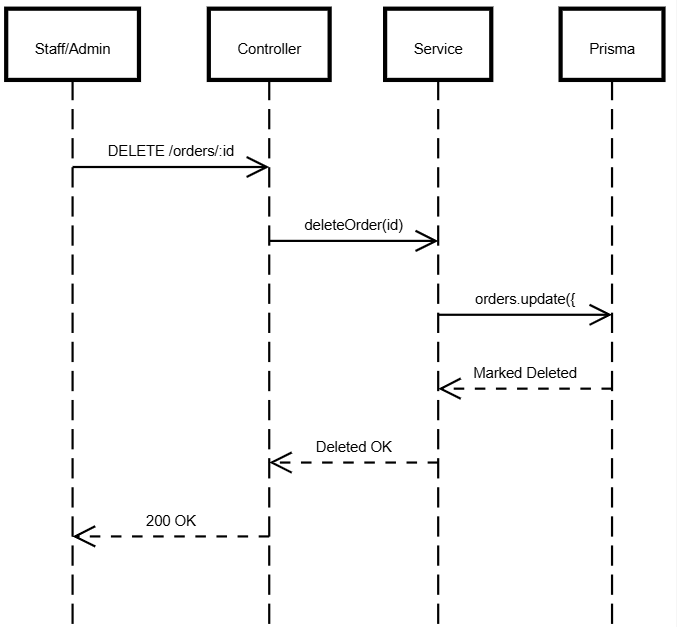 Staff/Admin
Controller
Service
Prisma
DELETE /orders/:id
deleteOrder(id)
orders.update({
Marked Deleted
Deleted OK
200 OK